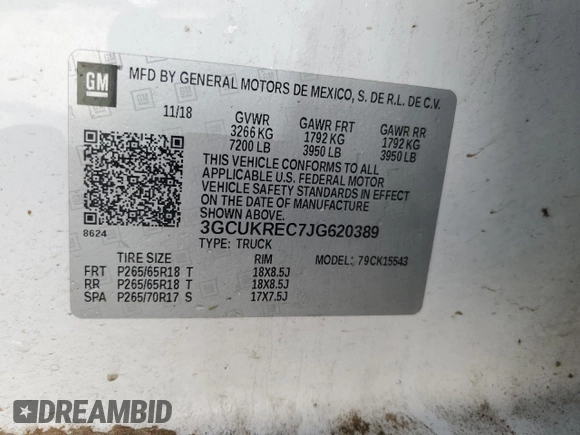 GM
MFD BY GENERAL MOTORS DE MEXICO, S. DE R.L. DE C.V.
11/18 GVWR GAWR FRT GAWR RR
3266 KG 1792 KG 1792 KG
7200 LB 3950 LB 3950 LB
THIS VEHICLE CONFORMS TO ALL
APPLICABLE U.S. FEDERAL MOTOR
VEHICLE SAFETY STANDARDS IN EFFECT
ON THE DATE OF MANUFACTURE
SHOWN ABOVE.
8624
3GCUKREC7JG620389
TYPE: TRUCK
TIRE SIZE RIM MODEL: 79CK15543
FRT P265/65R18 T 18X8.5J
RR P265/65R18 T 18X8.5J
SPA P265/70R17 S 17X7.5J
DREAMBID